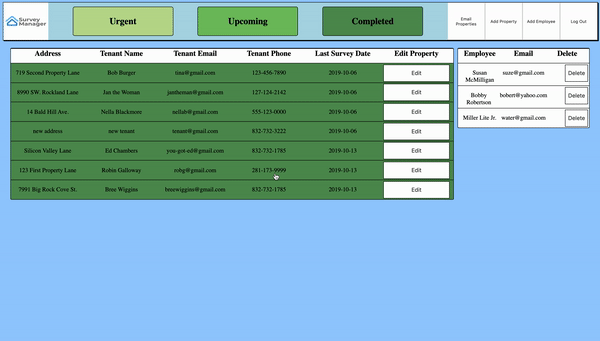 Survey
Manager
Urgent
Upcoming
Completed
Email
Properties
Add Property
Add Employee
Log Out
Address Tenant Name Tenant Email Tenant Phone Last Survey Date Edit Property
719 Second Property Lane Bob Burger tina@gmail.com 123-456-7890 2019-10-06 Edit
8990 SW. Rockland Lane Jan the Woman jantheman@gmail.com 127-124-2142 2019-10-06 Edit
14 Bald Hill Ave. Nella Blackmore nellab@gmail.com 555-123-0000 2019-10-06 Edit
new address new tenant tenant@gmail.com 832-732-3222 2019-10-06 Edit
Silicon Valley Lane Ed Chambers you-got-ed@gmail.com 832-732-1785 2019-10-13 Edit
123 First Property Lane Robin Galloway robg@gmail.com 281-173-9999 2019-10-13 Edit
7991 Big Rock Cove St. Bree Wiggins breewiggins@gmail.com 832-732-1785 2019-10-13 Edit
Employee Email Delete
Susan
McMilligan suze@gmail.com Delete
Bobby
Robertson bobert@yahoo.com Delete
Miller Lite Jr. water@gmail.com Delete